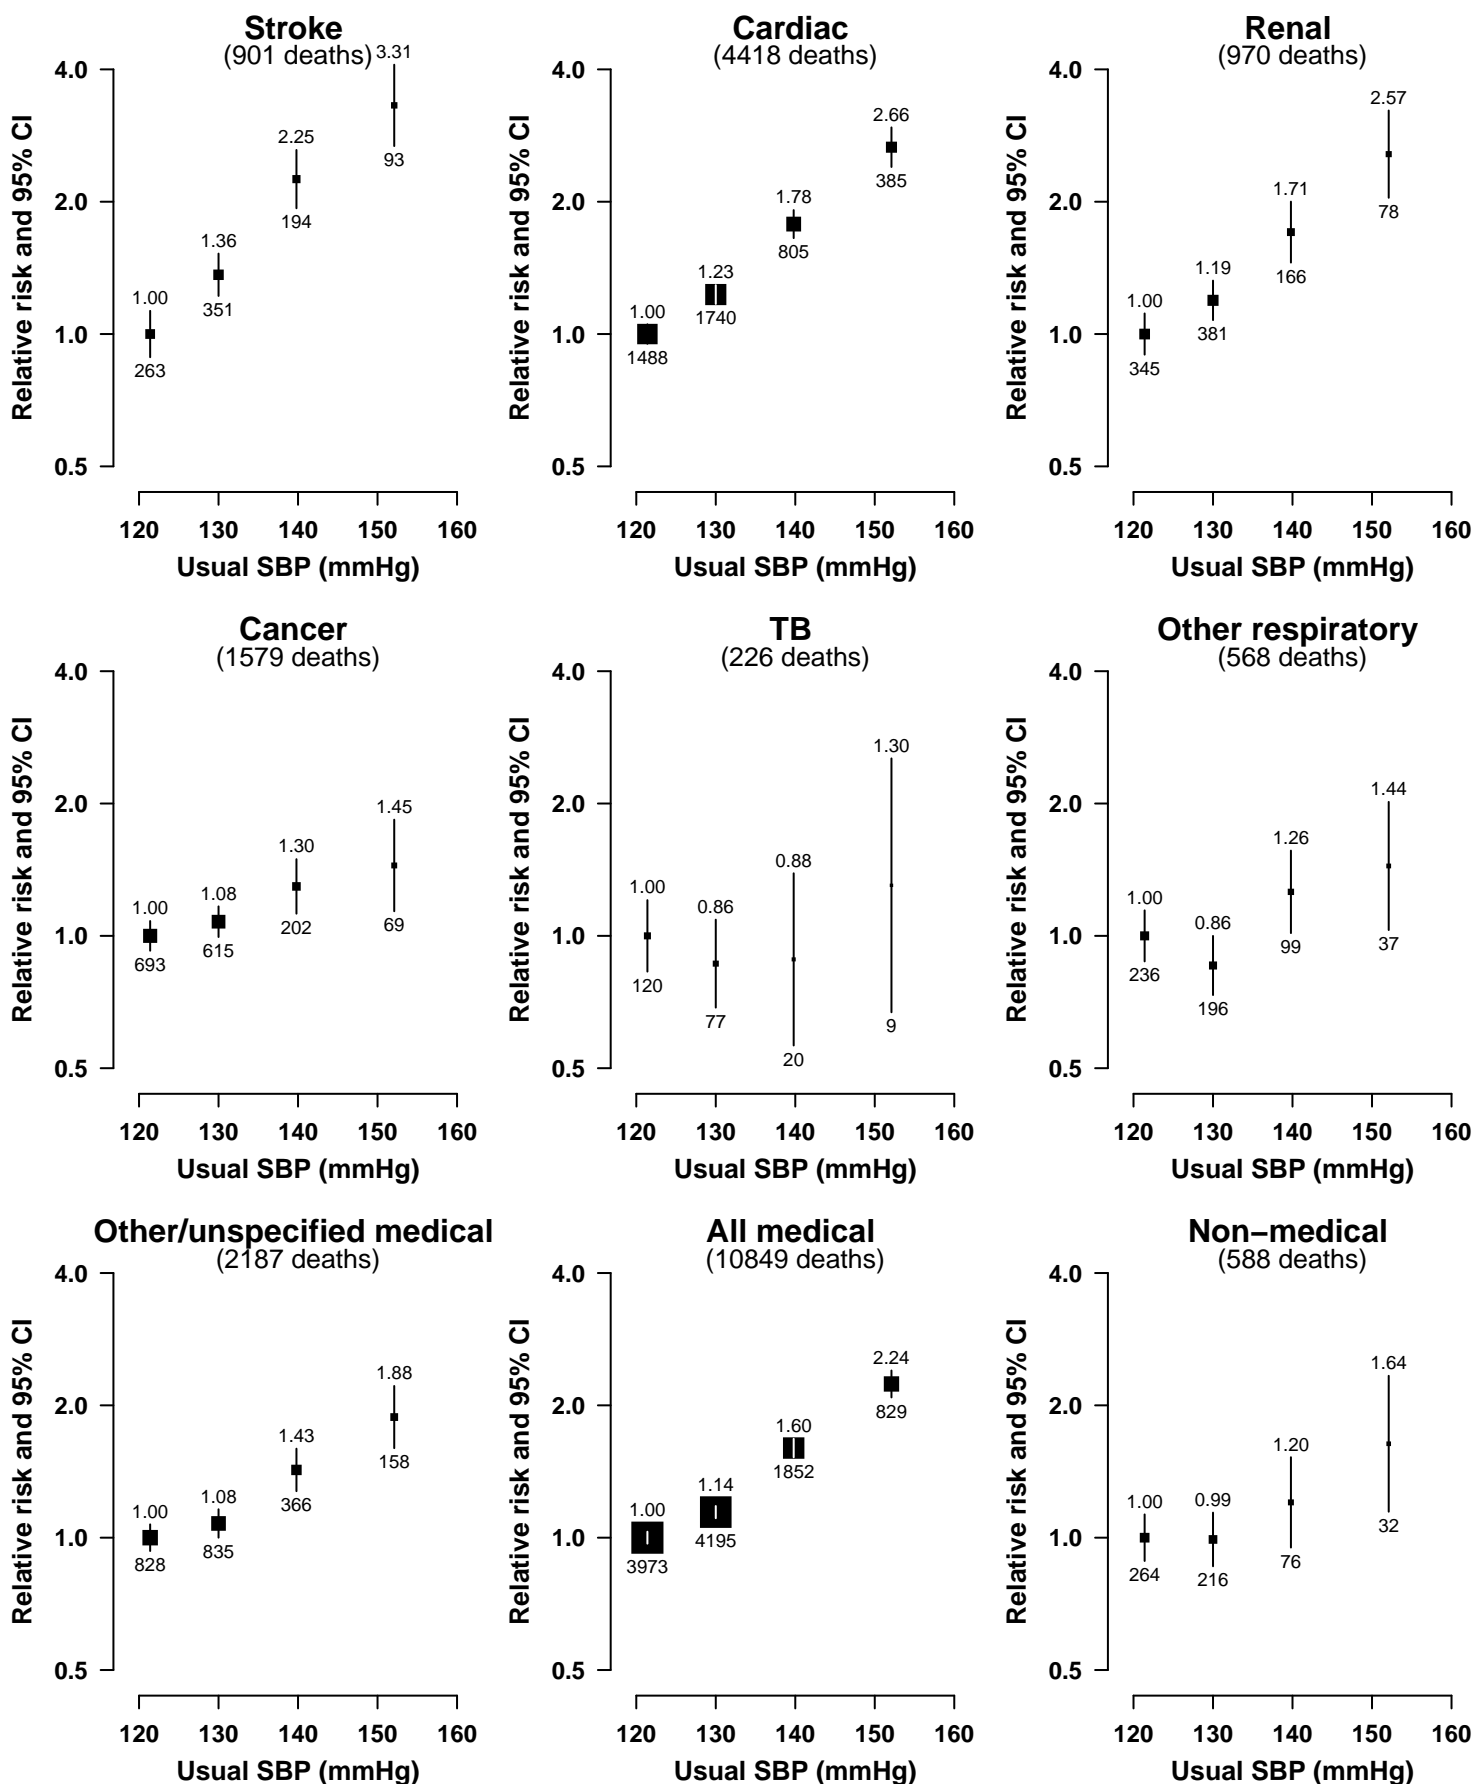 Stroke
(901 deaths)
Relative risk and 95% CI
4.0
2.0
1.0
0.5
1.00
263
1.36
351
2.25
194
3.31
93
120 130 140 150 160
Usual SBP (mmHg)
Cardiac
(4418 deaths)
Relative risk and 95% CI
4.0
2.0
1.0
0.5
1.00
1488
1.23
1740
1.78
805
2.66
385
120 130 140 150 160
Usual SBP (mmHg)
Renal
(970 deaths)
Relative risk and 95% CI
4.0
2.0
1.0
0.5
1.00
345
1.19
381
1.71
166
2.57
78
120 130 140 150 160
Usual SBP (mmHg)
Cancer
(1579 deaths)
Relative risk and 95% CI
4.0
2.0
1.0
0.5
1.00
693
1.08
615
1.30
202
1.45
69
120 130 140 150 160
Usual SBP (mmHg)
TB
(226 deaths)
Relative risk and 95% CI
4.0
2.0
1.0
0.5
1.00
120
0.86
77
0.88
20
1.30
9
120 130 140 150 160
Usual SBP (mmHg)
Other respiratory
(568 deaths)
Relative risk and 95% CI
4.0
2.0
1.0
0.5
1.00
236
0.86
196
1.26
99
1.44
37
120 130 140 150 160
Usual SBP (mmHg)
Other/unspecified medical
(2187 deaths)
Relative risk and 95% CI
4.0
2.0
1.0
0.5
1.00
828
1.08
835
1.43
366
1.88
158
120 130 140 150 160
Usual SBP (mmHg)
All medical
(10849 deaths)
Relative risk and 95% CI
4.0
2.0
1.0
0.5
1.00
3973
1.14
4195
1.60
1852
2.24
829
120 130 140 150 160
Usual SBP (mmHg)
Non−medical
(588 deaths)
Relative risk and 95% CI
4.0
2.0
1.0
0.5
1.00
264
0.99
216
1.20
76
1.64
32
120 130 140 150 160
Usual SBP (mmHg)